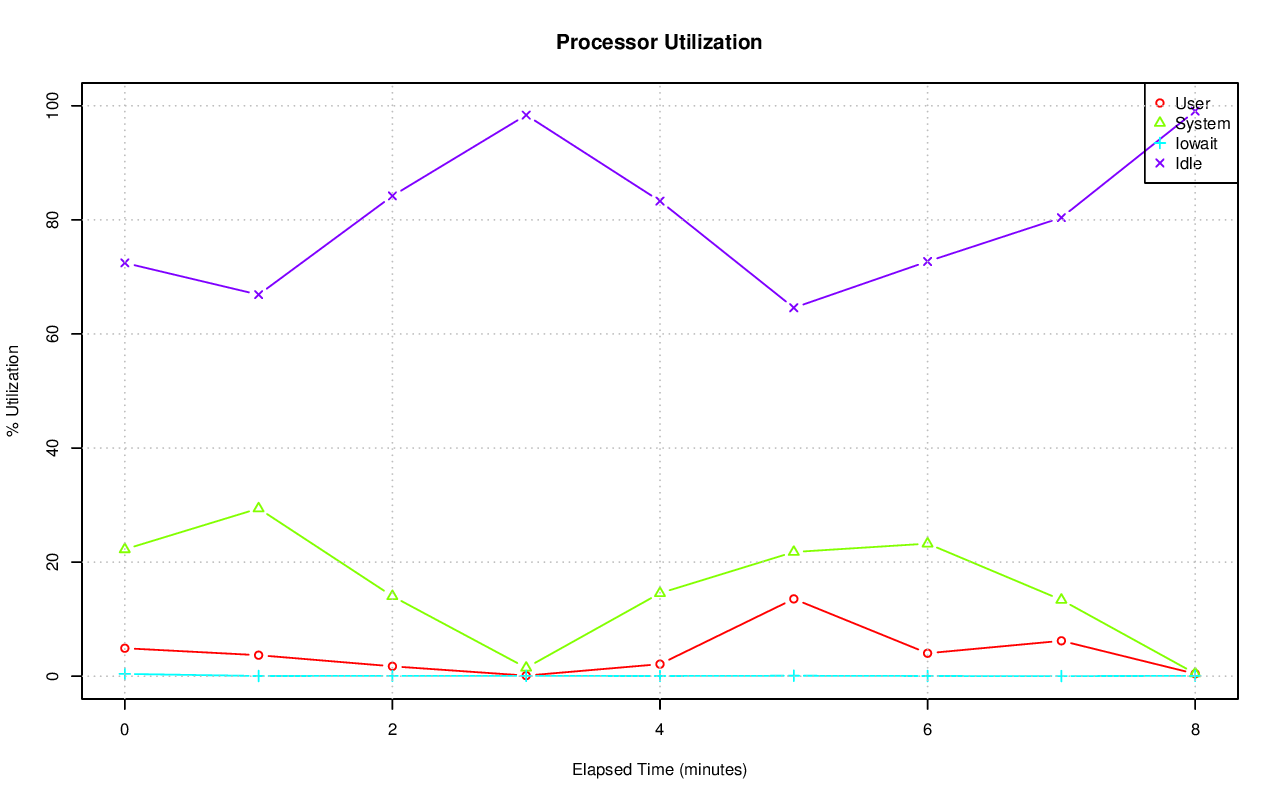 Processor Utilization
100
80
60
40
20
0
% Utilization
User
System
Iowait
Idle
0 2 4 6 8
Elapsed Time (minutes)